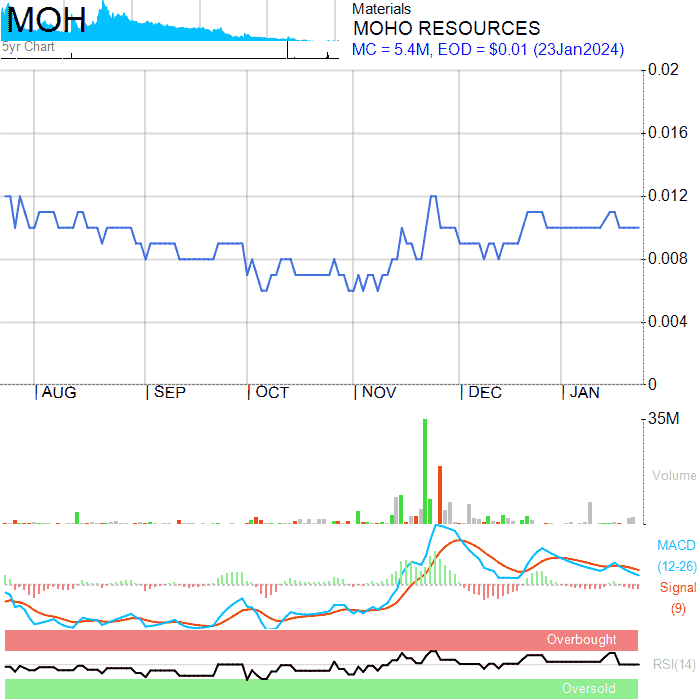 MOH
5yr Chart
Materials
MOHO RESOURCES
MC = 5.4M, EOD = $0.01 (23Jan2024)
0.02
0.016
0.012
0.008
0.004
0
AUG SEP OCT NOV DEC JAN
35M
Volume
MACD
(12-26)
Signal
(9)
Overbought
RSI(14)
Oversold